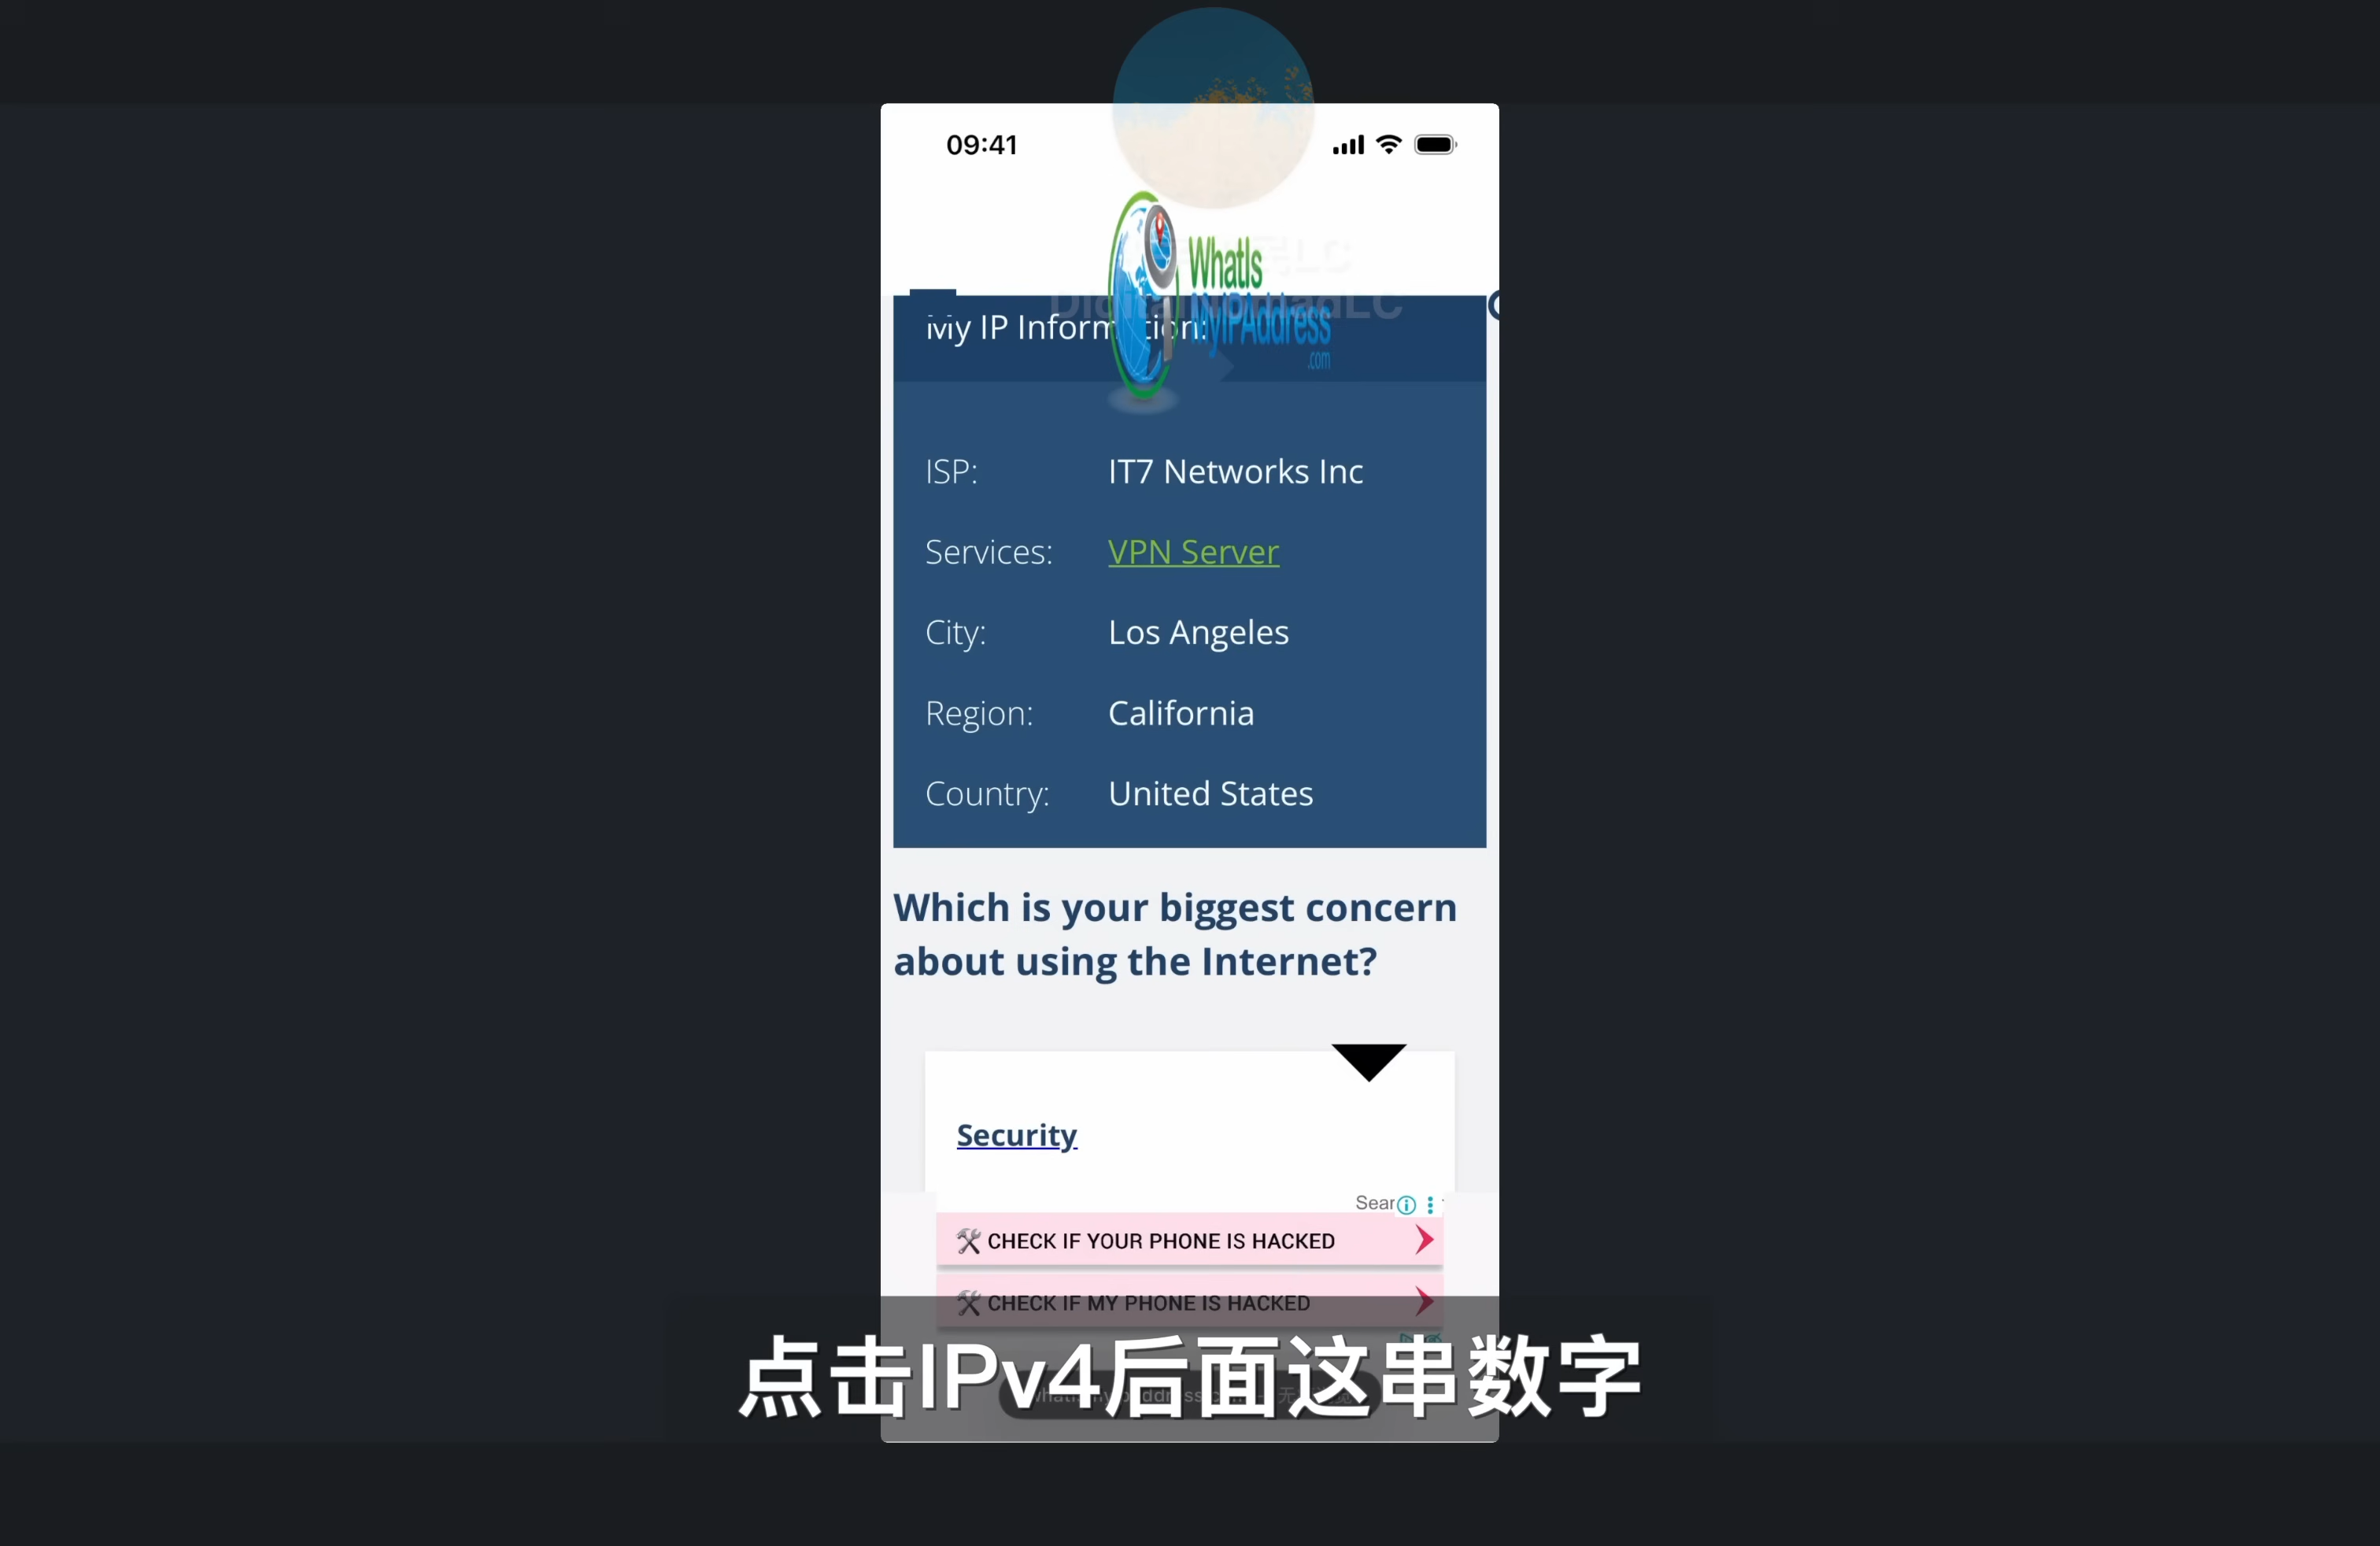 09:41
WhatIs
MyIPAddress
.com
DigitalNomadLC
My IP Information:
ISP: IT7 Networks Inc
Services: VPN Server
City: Los Angeles
Region: California
Country: United States
Which is your biggest concern
about using the Internet?
Security
Sear
CHECK IF YOUR PHONE IS HACKED
CHECK IF MY PHONE IS HACKED
点击IPv4后面这串数字